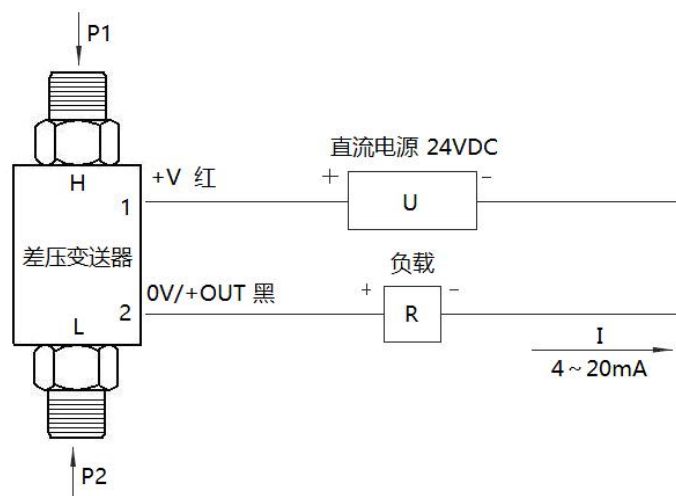 P1
直流电源 24VDC
H
+V 红
+
U
−
1
差压变送器
负载
0V/+OUT 黑
+
R
−
2
L
I
4~20mA
P2